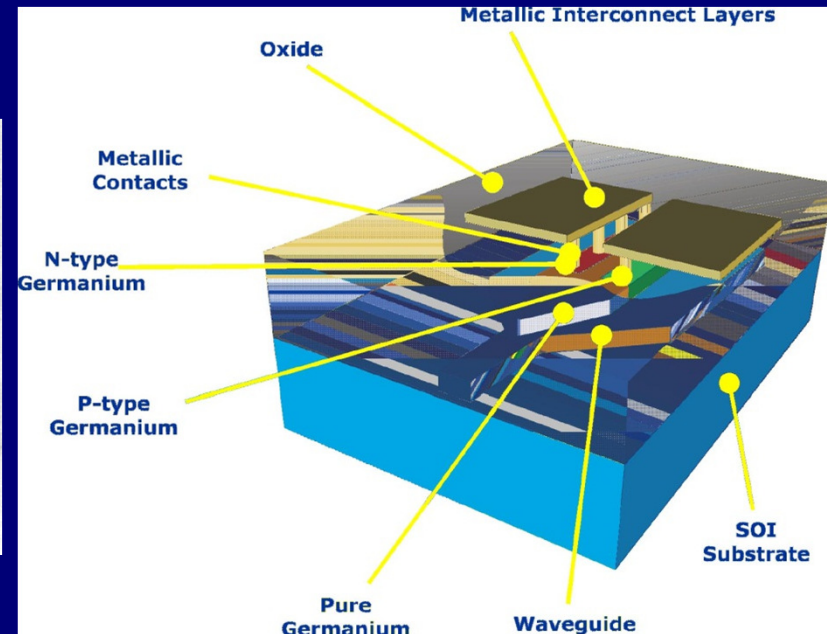 Metallic Interconnect Layers
Oxide
Metallic
Contacts
N-type
Germanium
P-type
Germanium
SOI
Substrate
Pure
Germanium
Waveguide